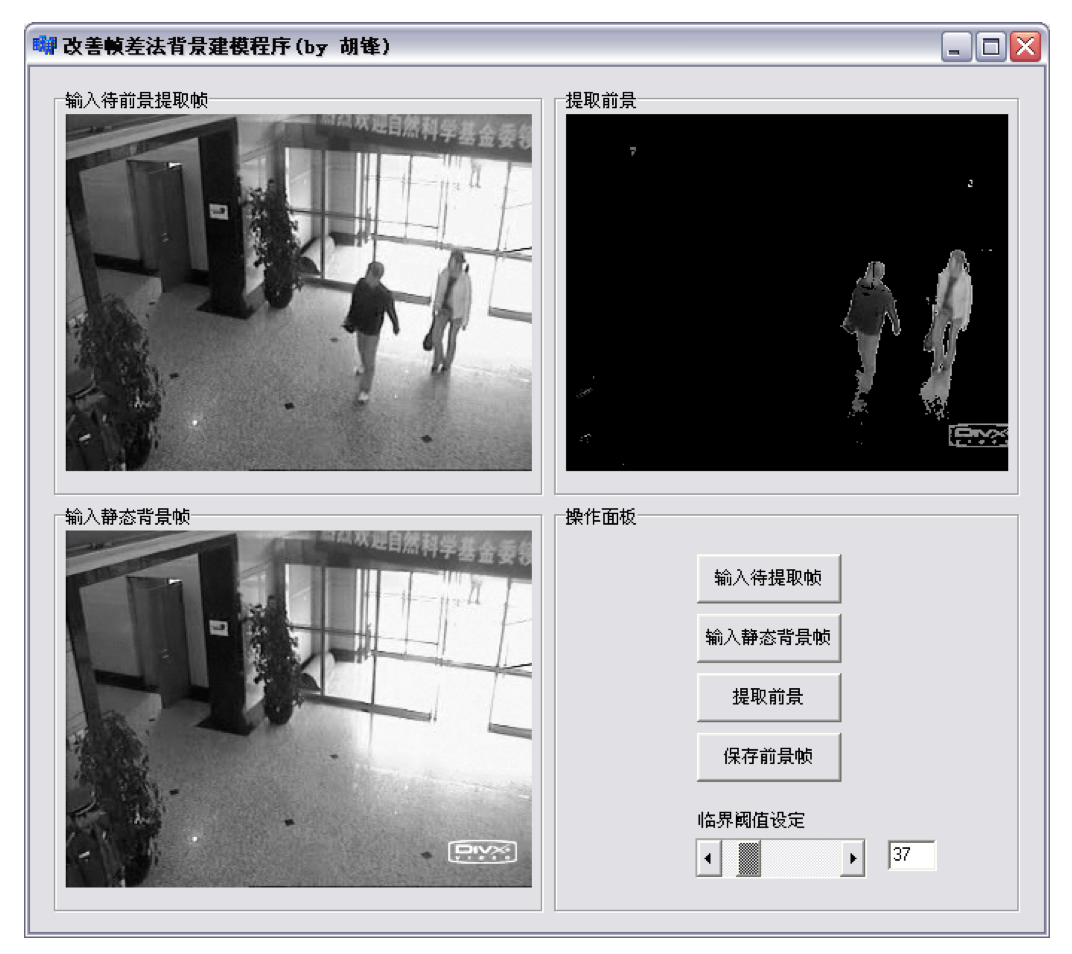 改善帧差法背景建模程序(by 胡锋)
输入待前景提取帧
提取前景
烈欢迎自然科学基金委领
DIVX
输入静态背景帧
操作面板
欢迎自然科学基金委领
DIVX
VIDEO
输入待提取帧
输入静态背景帧
提取前景
保存前景帧
临界阈值设定
37